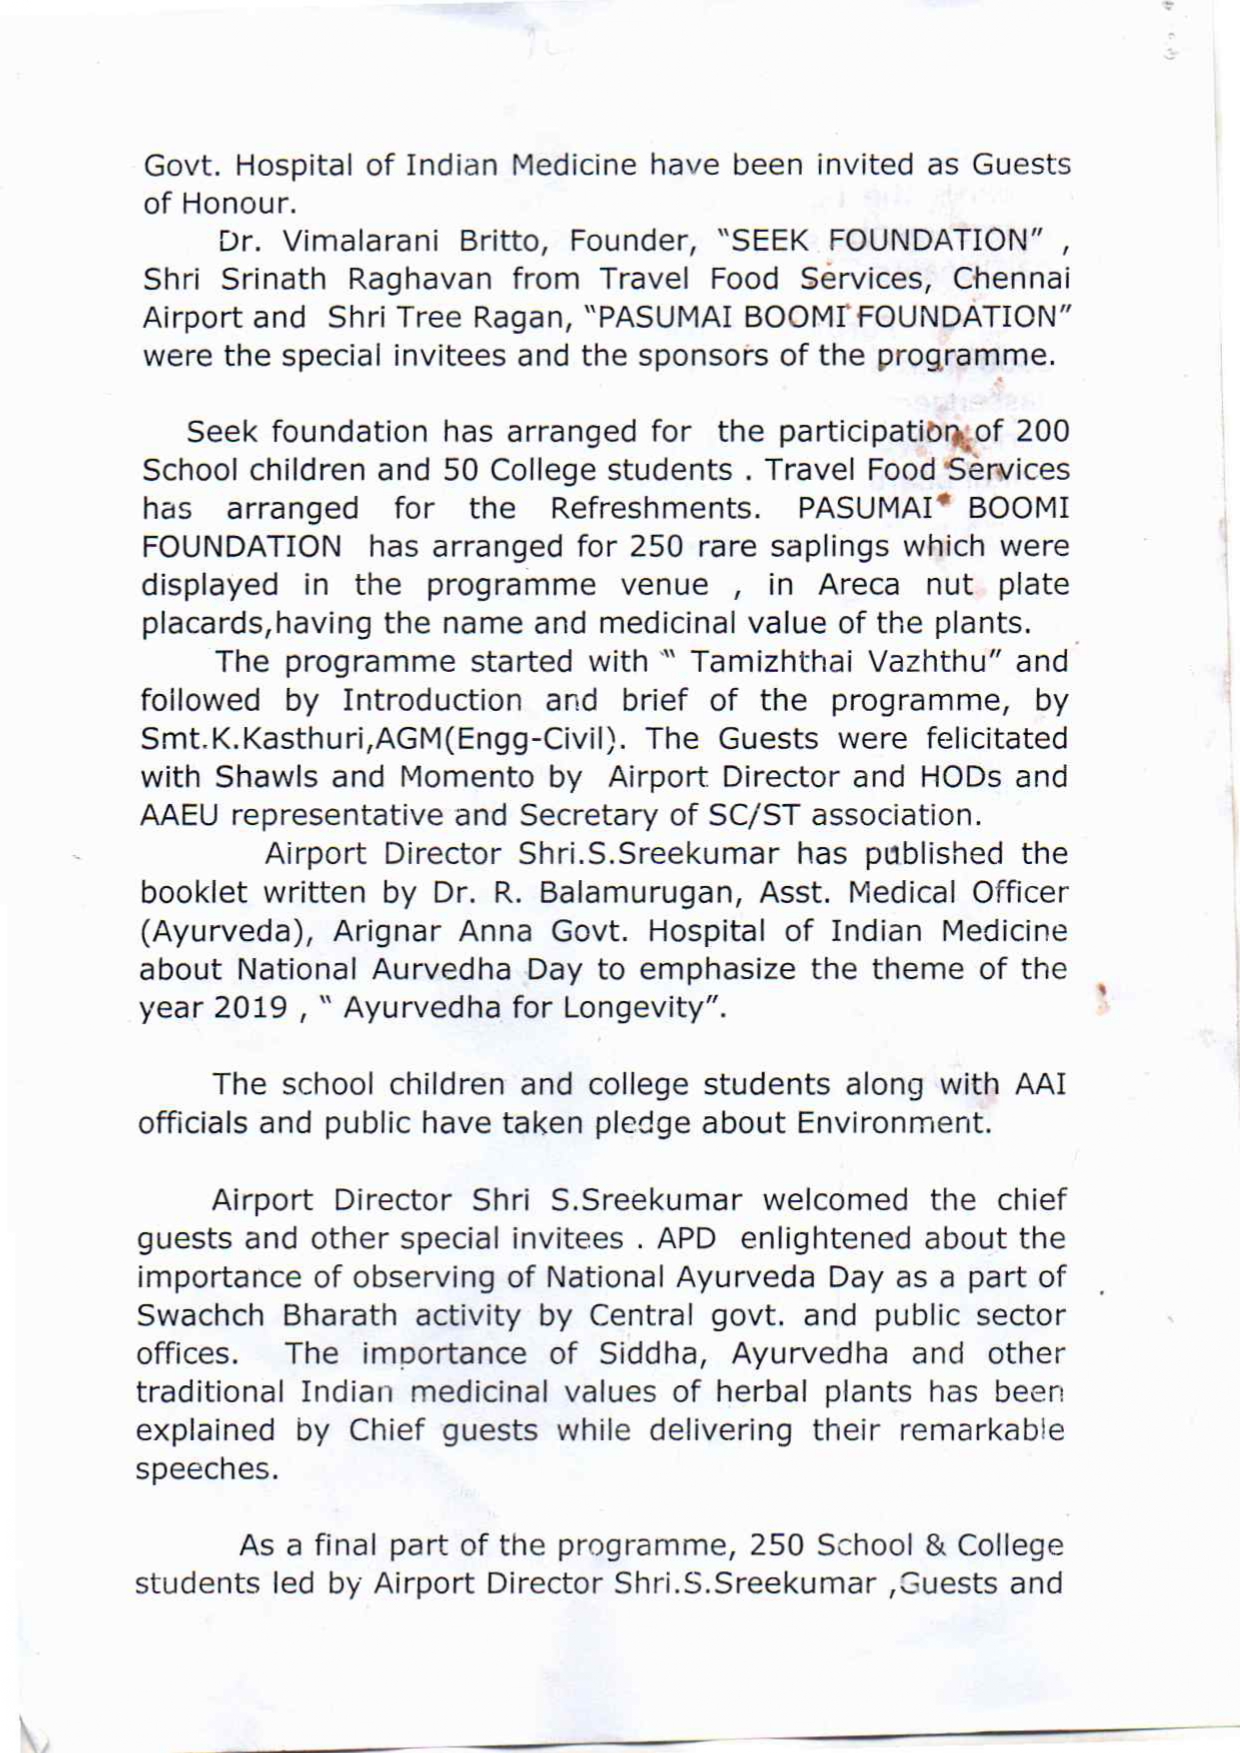 Govt. Hospital of Indian Medicine have been invited as Guests
of Honour.
Dr. Vimalarani Britto, Founder, "SEEK FOUNDATION" ,
Shri Srinath Raghavan from Travel Food Services, Chennai
Airport and Shri Tree Ragan, "PASUMAI BOOMI FOUNDATION"
were the special invitees and the sponsors of the programme.
Seek foundation has arranged for the participation of 200
School children and 50 College students . Travel Food Services
has arranged for the Refreshments. PASUMAI BOOMI
FOUNDATION has arranged for 250 rare saplings which were
displayed in the programme venue , in Areca nut plate
placards,having the name and medicinal value of the plants.
The programme started with " Tamizhthai Vazhthu" and
followed by Introduction and brief of the programme, by
Smt.K.Kasthuri,AGM(Engg-Civil). The Guests were felicitated
with Shawls and Momento by Airport Director and HODs and
AAEU representative and Secretary of SC/ST association.
Airport Director Shri.S.Sreekumar has published the
booklet written by Dr. R. Balamurugan, Asst. Medical Officer
(Ayurveda), Arignar Anna Govt. Hospital of Indian Medicine
about National Aurvedha Day to emphasize the theme of the
year 2019 , " Ayurvedha for Longevity".
The school children and college students along with AAI
officials and public have taken pledge about Environment.
Airport Director Shri S.Sreekumar welcomed the chief
guests and other special invitees . APD enlightened about the
importance of observing of National Ayurveda Day as a part of
Swachch Bharath activity by Central govt. and public sector
offices. The importance of Siddha, Ayurvedha and other
traditional Indian medicinal values of herbal plants has been
explained by Chief guests while delivering their remarkable
speeches.
As a final part of the programme, 250 School & College
students led by Airport Director Shri.S.Sreekumar ,Guests and